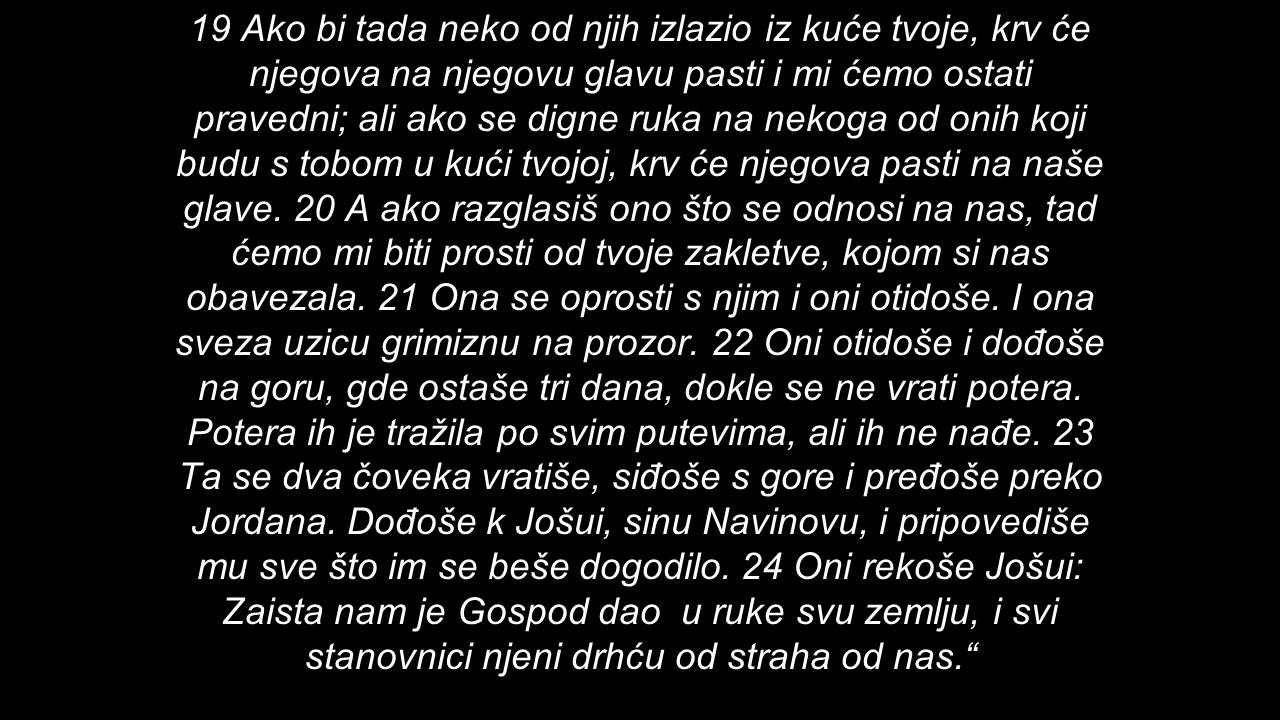 19 Ako bi tada neko od njih izlazio iz kuće tvoje, krv će
njegova na njegovu glavu pasti i mi ćemo ostati
pravedni; ali ako se digne ruka na nekoga od onih koji
budu s tobom u kući tvojoj, krv će njegova pasti na naše
glave. 20 A ako razglasiš ono što se odnosi na nas, tad
ćemo mi biti prosti od tvoje zakletve, kojom si nas
obavezala. 21 Ona se oprosti s njim i oni otidoše. I ona
sveza uzicu grimiznu na prozor. 22 Oni otidoše i dođoše
na goru, gde ostaše tri dana, dokle se ne vrati potera.
Potera ih je tražila po svim putevima, ali ih ne nađe. 23
Ta se dva čoveka vratiše, siđoše s gore i pređoše preko
Jordana. Dođoše k Jošui, sinu Navinovu, i pripovediše
mu sve što im se beše dogodilo. 24 Oni rekoše Jošui:
Zaista nam je Gospod dao  u ruke svu zemlju, i svi
stanovnici njeni drhću od straha od nas.“